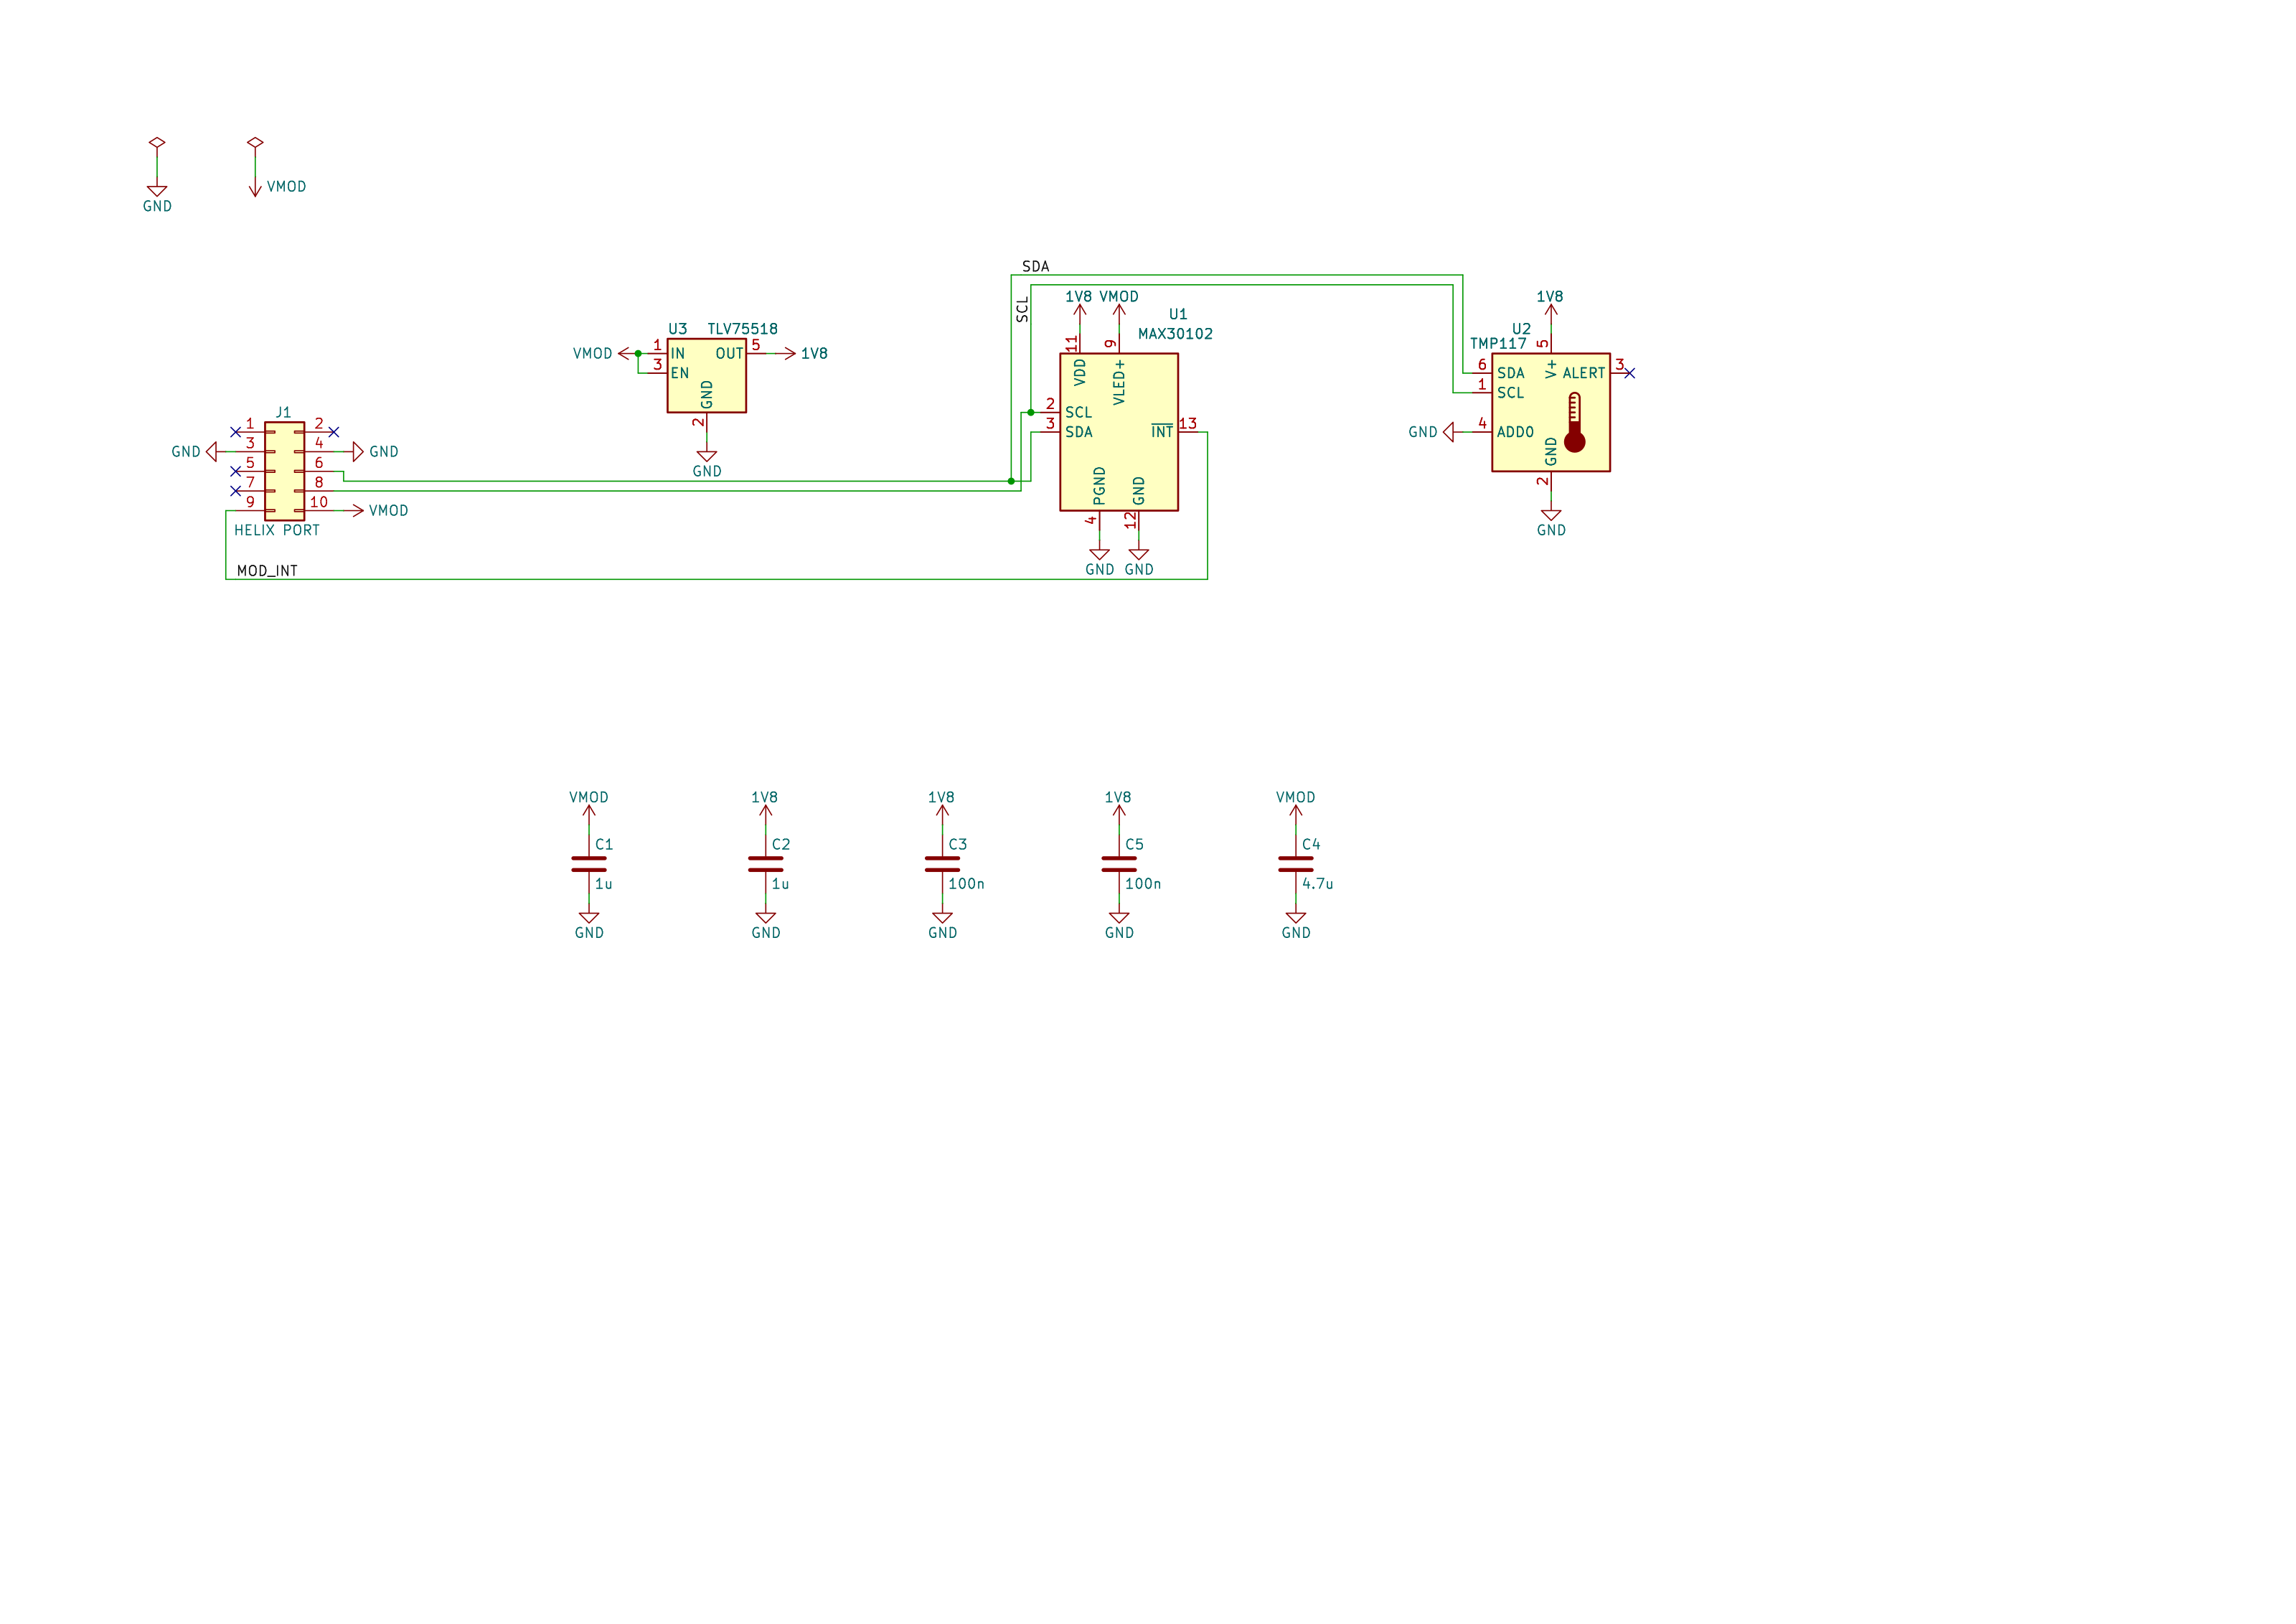 GND
VMOD
SDA
SCL
1V8
VMOD
U1
MAX30102
11
VDD
9
VLED+
2
SCL
3
SDA
13
INT
PGND
4
GND
12
GND
GND
1V8
U2
TMP117
5
V+
6
SDA
1
SCL
4
ADD0
3
ALERT
GND
GND
2
GND
U3
TLV75518
VMOD
1
IN
3
EN
OUT
5
1V8
GND
2
GND
J1
1
2
3
4
5
6
7
8
9
10
GND
GND
VMOD
HELIX PORT
MOD_INT
VMOD
C1
1u
GND
1V8
C2
1u
GND
1V8
C3
100n
GND
1V8
C5
100n
GND
VMOD
C4
4.7u
GND